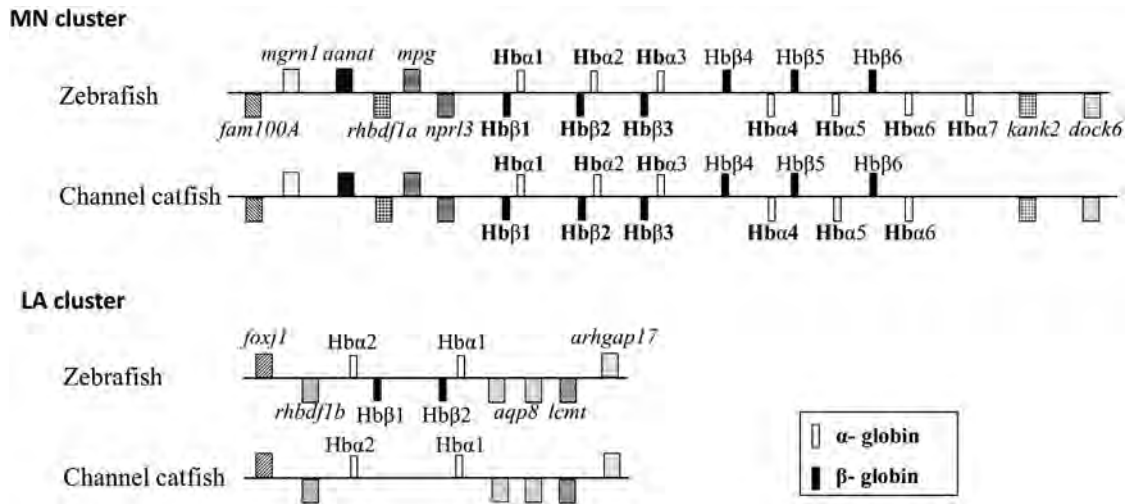 MN cluster
mgrn1 aanat mpg Hbα1 Hbα2 Hbα3 Hbβ4 Hbβ5 Hbβ6
Zebrafish
fam100A rhbdf1a nprl3 Hbβ1 Hbβ2 Hbβ3 Hbα4 Hbα5 Hbα6 Hbα7 kank2 dock6
Hbα1 Hbα2 Hbα3 Hbβ4 Hbβ5 Hbβ6
Channel catfish
Hbβ1 Hbβ2 Hbβ3 Hbα4 Hbα5 Hbα6
LA cluster
foxj1 Hbα2 Hbα1 arhgap17
Zebrafish
rhbdf1b Hbβ1 Hbβ2 aqp8 lcmt
Hbα2 Hbα1
Channel catfish
α- globin
β- globin